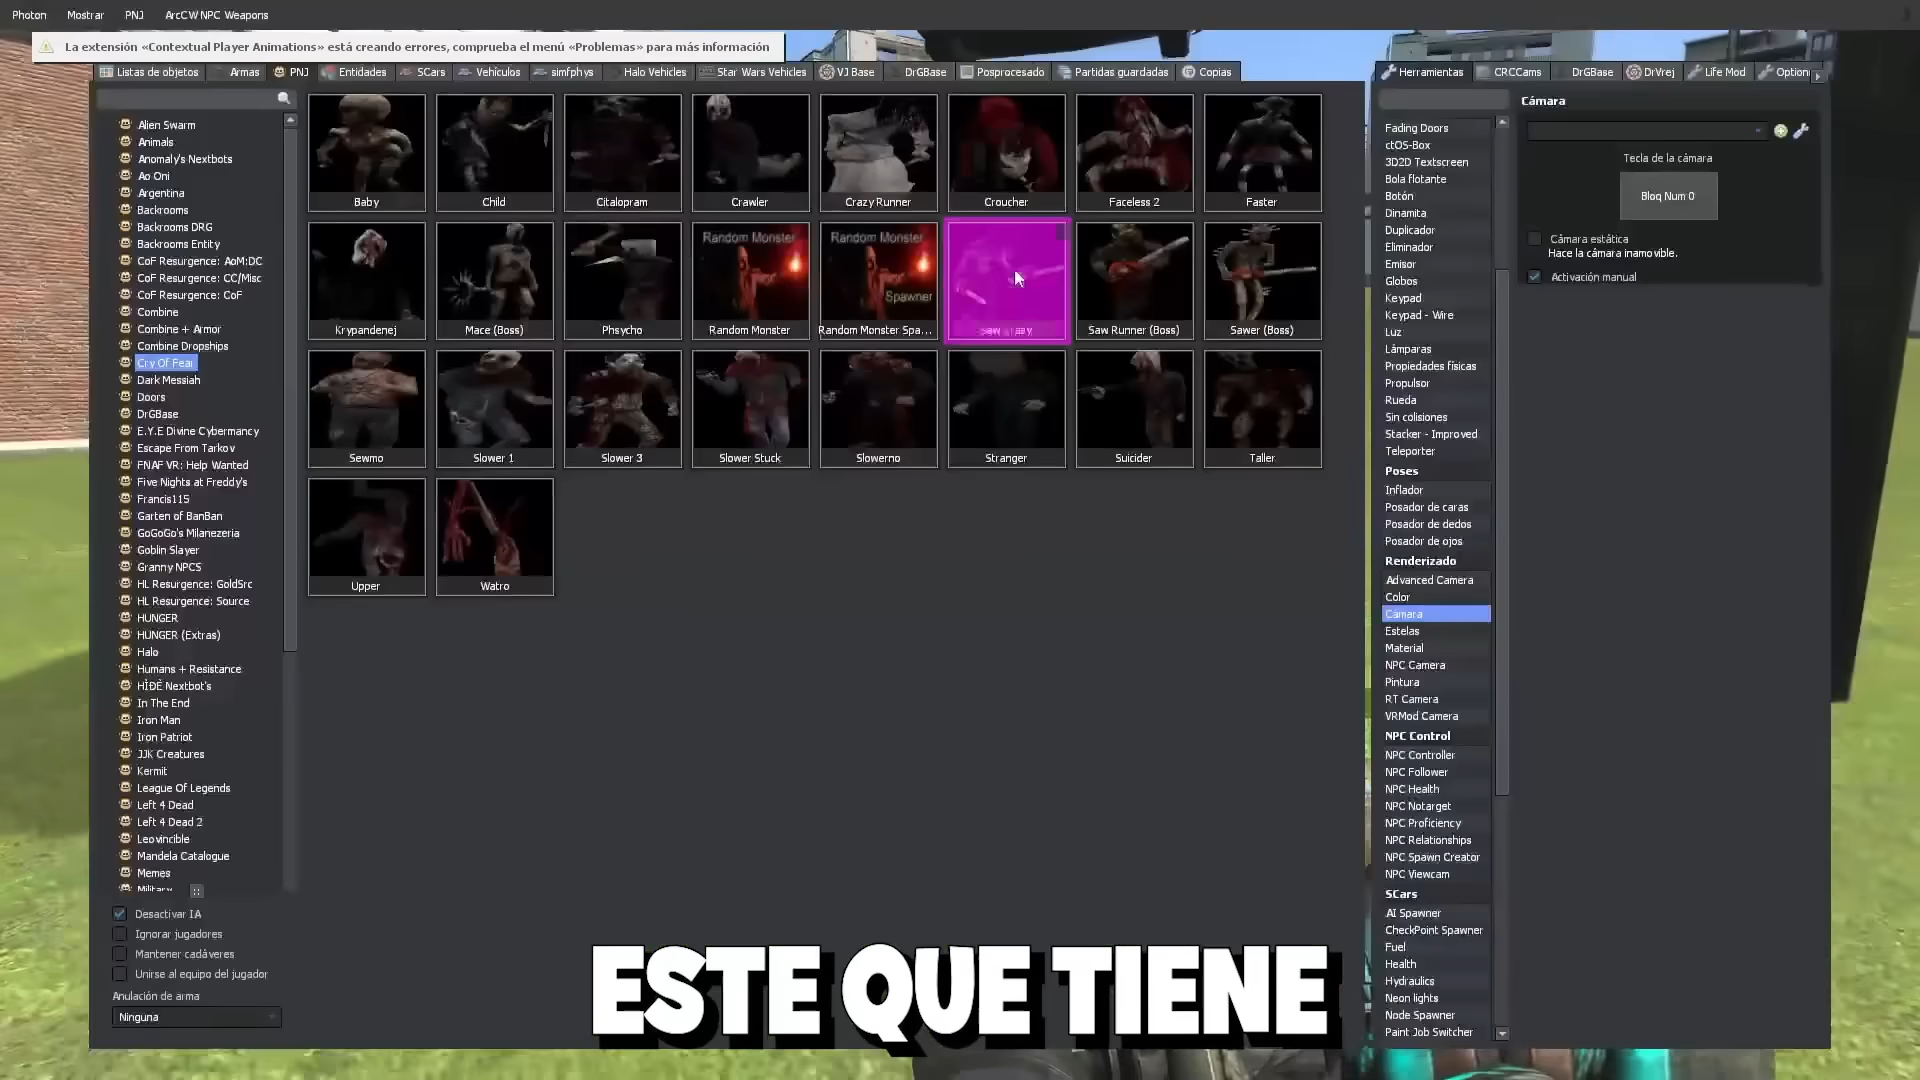 Photon Mostrar PNJ ArcCW NPC Weapons
La extensión «Contextual Player Animations» está creando errores, comprueba el menú «Problemas» para más información
Listas de objetos Armas PNJ Entidades SCars Vehículos simfphys Halo Vehicles Star Wars Vehicles VJ Base DrGBase Posprocesado Partidas guardadas Copias
Alien Swarm
Animals
Anomaly's Nextbots
Ao Oni
Argentina
Backrooms
Backrooms DRG
Backrooms Entity
CoF Resurgence: AoM:DC
CoF Resurgence: CC/Misc
CoF Resurgence: CoF
Combine
Combine + Armor
Combine Dropships
Cry Of Fear
Dark Messiah
Doors
DrGBase
E.Y.E Divine Cybermancy
Escape From Tarkov
FNAF VR: Help Wanted
Five Nights at Freddy's
Francis115
Garten of BanBan
GoGoGo's Milanezeria
Goblin Slayer
Granny NPCS
HL Resurgence: GoldSrc
HL Resurgence: Source
HUNGER
HUNGER (Extras)
Halo
Humans + Resistance
HÌĐÈ Nextbot's
In The End
Iron Man
Iron Patriot
JJK Creatures
Kermit
League Of Legends
Left 4 Dead
Left 4 Dead 2
Leovincible
Mandela Catalogue
Memes
Military
Desactivar IA
Ignorar jugadores
Mantener cadáveres
Unirse al equipo del jugador
Anulación de arma
Ninguna
Baby Child Citalopram Crawler Crazy Runner Croucher Faceless 2 Faster
Random Monster
Random Monster
Spawner
Krypandenej Mace (Boss) Phsycho Random Monster Random Monster Spa... Saw Runner (Boss) Sawer (Boss)
Sewmo Slower 1 Slower 3 Slower Stuck Slowerno Stranger Suicider Taller
Upper Watro
ESTE QUE TIENE
Herramientas CRCCams DrGBase DrVrej Life Mod Option
Fading Doors
ctOS-Box
3D2D Textscreen
Bola flotante
Botón
Dinamita
Duplicador
Eliminador
Emisor
Globos
Keypad
Keypad - Wire
Luz
Lámparas
Propiedades físicas
Propulsor
Rueda
Sin colisiones
Stacker - Improved
Teleporter
Poses
Inflador
Posador de caras
Posador de dedos
Posador de ojos
Renderizado
Advanced Camera
Color
Cámara
Estelas
Material
NPC Camera
Pintura
RT Camera
VRMod Camera
NPC Control
NPC Controller
NPC Follower
NPC Health
NPC Notarget
NPC Proficiency
NPC Relationships
NPC Spawn Creator
NPC Viewcam
SCars
AI Spawner
CheckPoint Spawner
Fuel
Health
Hydraulics
Neon lights
Node Spawner
Paint Job Switcher
Cámara
Tecla de la cámara
Bloq Num 0
Cámara estática
Hace la cámara inamovible.
Activación manual